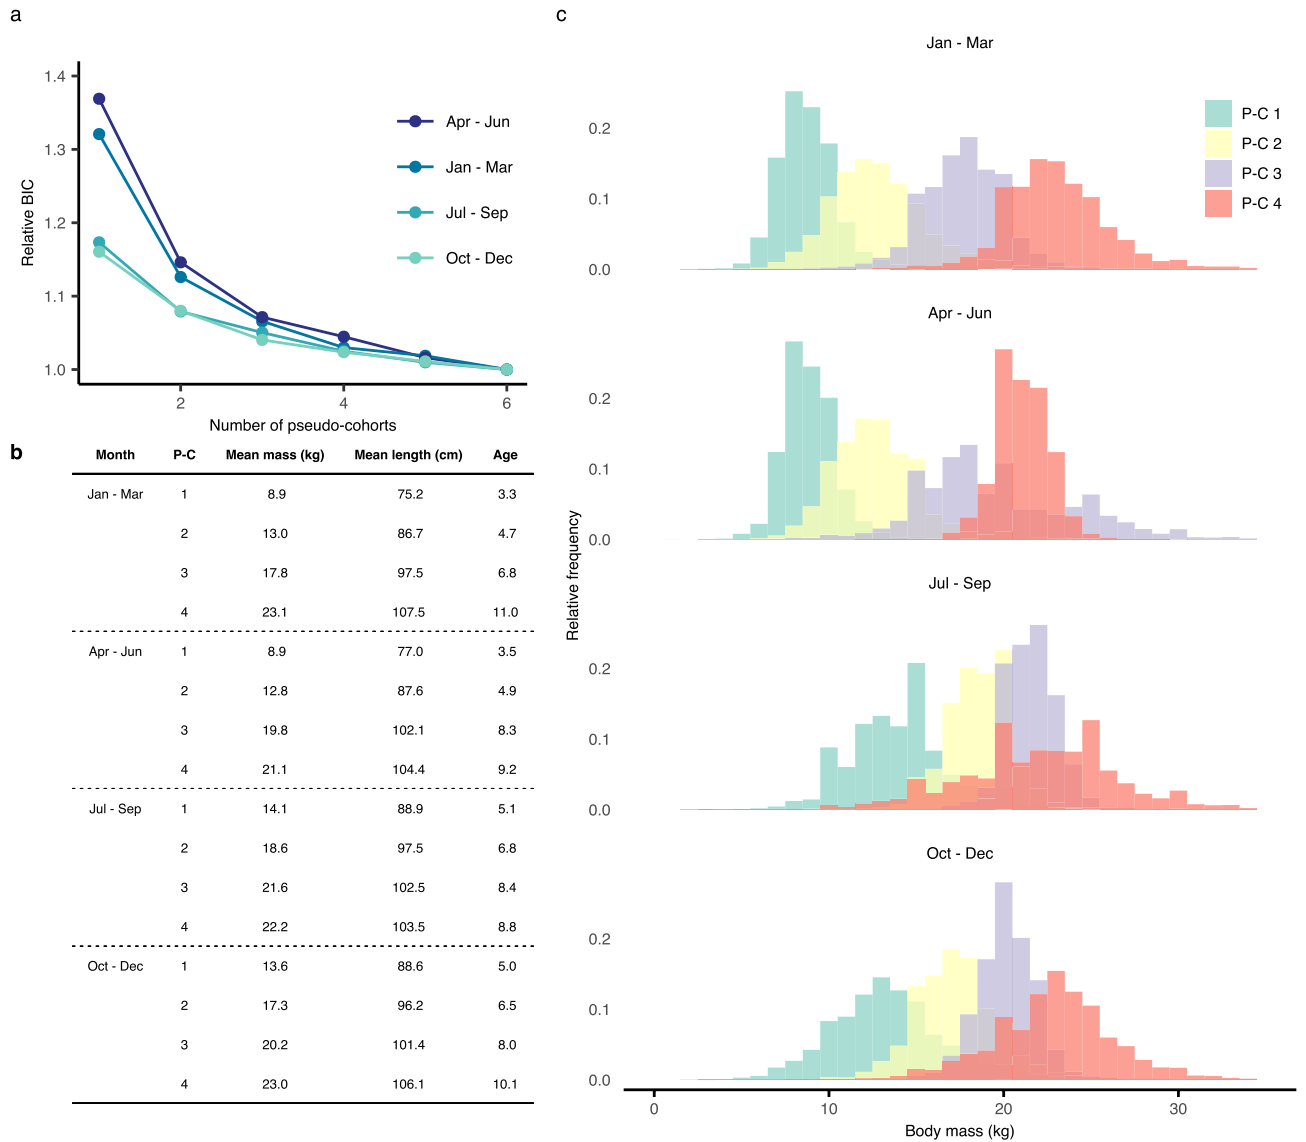 a
1.4
1.3
1.2
1.1
1.0
Relative BIC
2
4
6
Number of pseudo-cohorts
Apr - Jun
Jan - Mar
Jul - Sep
Oct - Dec
b
Month P-C Mean mass (kg) Mean length (cm) Age
Jan - Mar 1 8.9 75.2 3.3
2 13.0 86.7 4.7
3 17.8 97.5 6.8
4 23.1 107.5 11.0
Apr - Jun 1 8.9 77.0 3.5
2 12.8 87.6 4.9
3 19.8 102.1 8.3
4 21.1 104.4 9.2
Jul - Sep 1 14.1 88.9 5.1
2 18.6 97.5 6.8
3 21.6 102.5 8.4
4 22.2 103.5 8.8
Oct - Dec 1 13.6 88.6 5.0
2 17.3 96.2 6.5
3 20.2 101.4 8.0
4 23.0 106.1 10.1
c
Jan - Mar
0.2
0.1
0.0
P-C 1
P-C 2
P-C 3
P-C 4
Apr - Jun
0.2
0.1
0.0
Relative frequency
Jul - Sep
0.2
0.1
0.0
Oct - Dec
0.2
0.1
0.0
0
10
20
30
Body mass (kg)